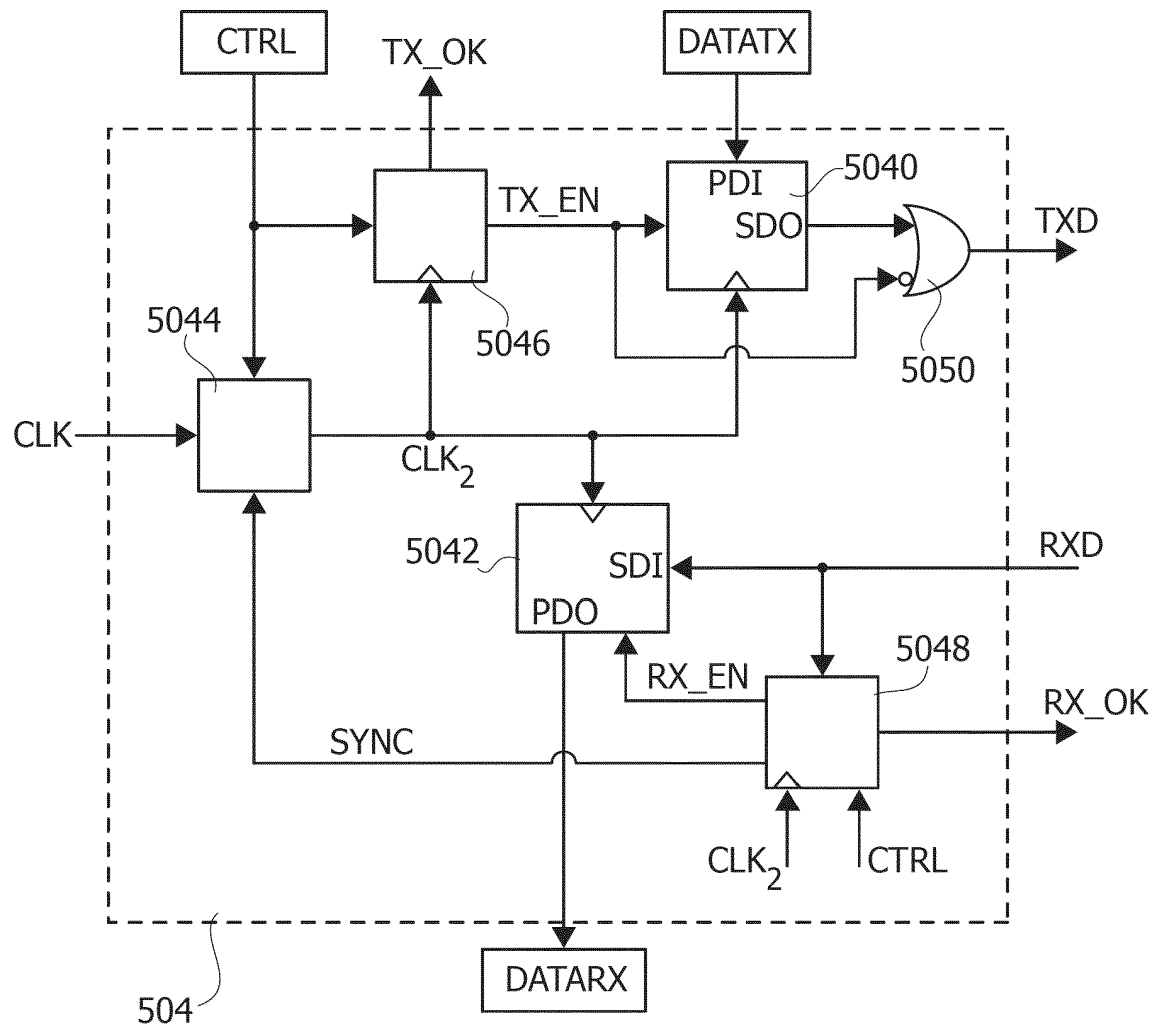 CTRL
TX_OK
DATATX
5040
PDI
TX_EN
SDO
TXD
5044
5046
5050
CLK
CLK2
RXD
5042
SDI
PDO
5048
RX_EN
RX_OK
SYNC
CLK2
CTRL
DATARX
504